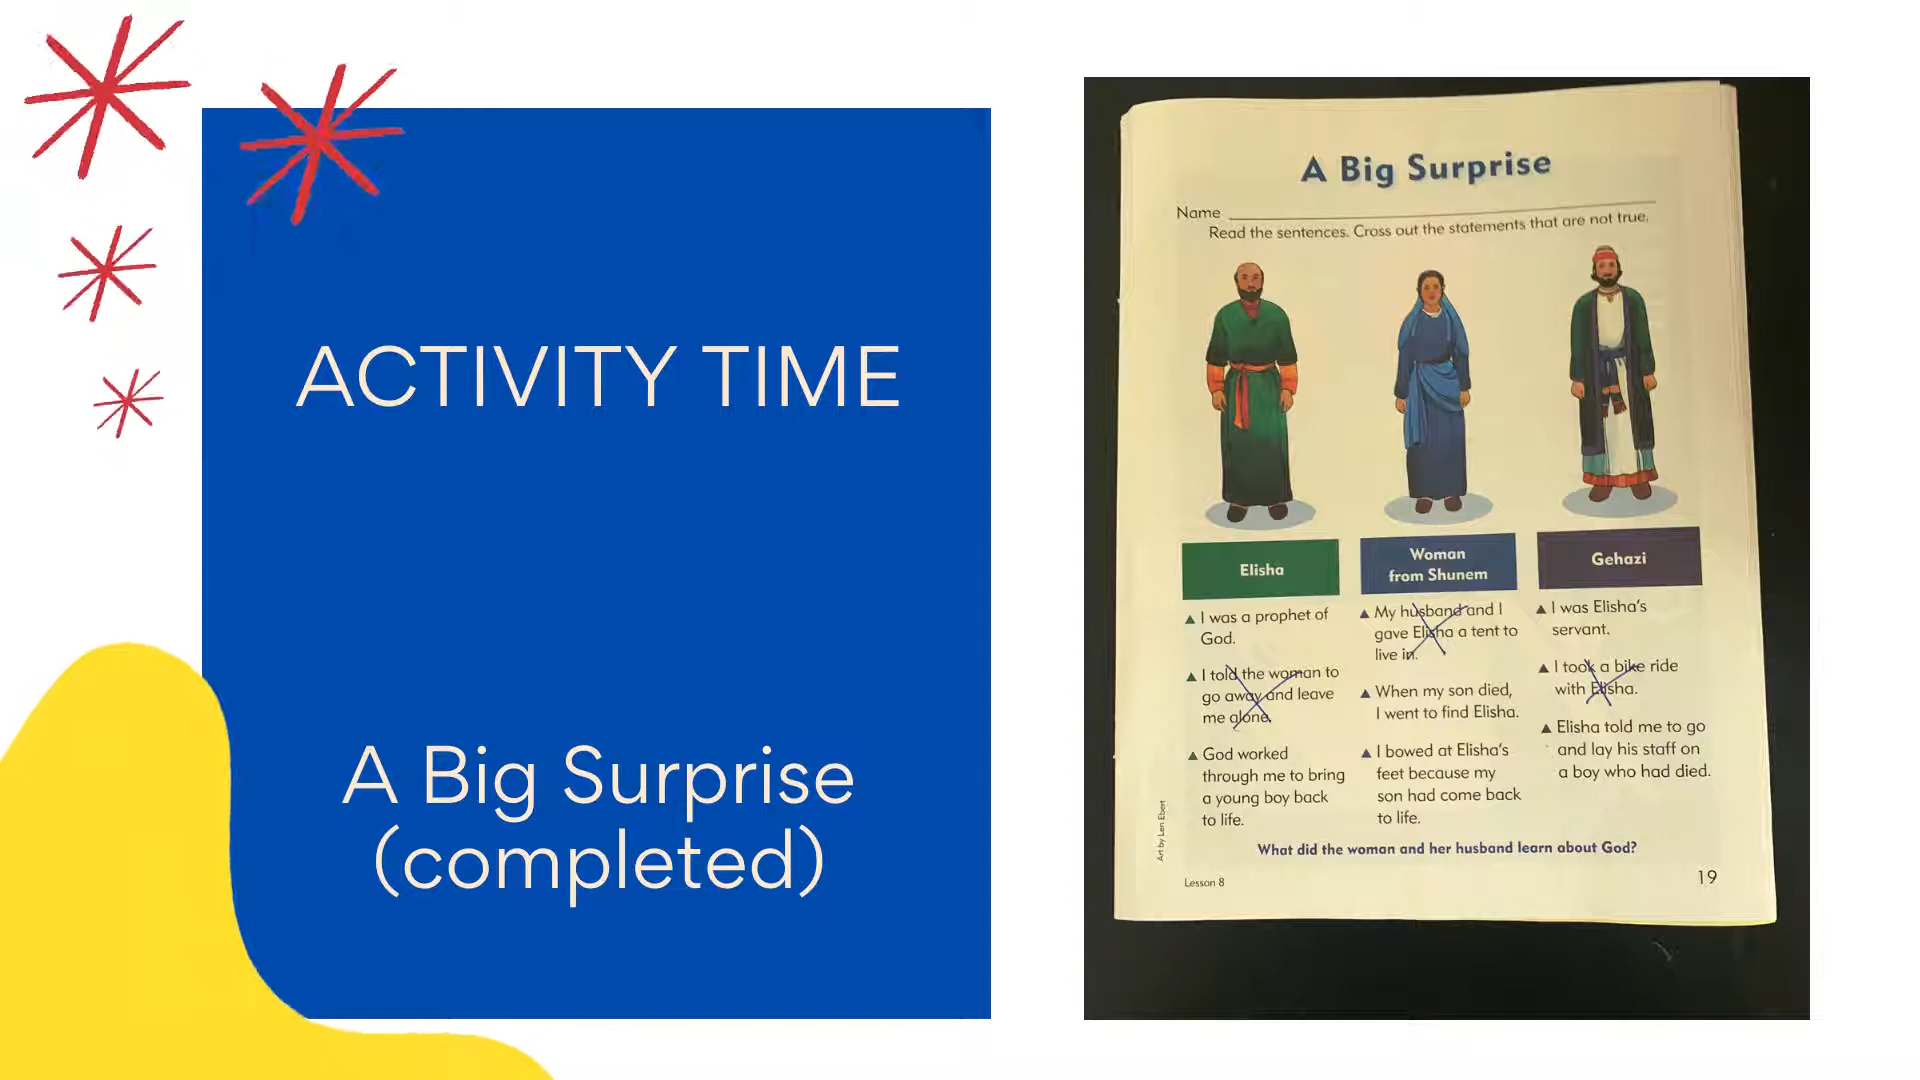 ACTIVITY TIME
A Big Surprise
(completed)
A Big Surprise
Name
Read the sentences. Cross out the statements that are not true.
Elisha
▲ I was a prophet of
God.
▲ I told the woman to
go away and leave
me alone.
▲ God worked
through me to bring
a young boy back
to life.
Woman
from Shunem
▲ My husband and I
gave Elisha a tent to
live in.
▲ When my son died,
I went to find Elisha.
▲ I bowed at Elisha's
feet because my
son had come back
to life.
Gehazi
▲ I was Elisha's
servant.
▲ I took a bike ride
with Elisha.
▲ Elisha told me to go
and lay his staff on
a boy who had died.
What did the woman and her husband learn about God?
Art by Len Ebert
Lesson 8
19